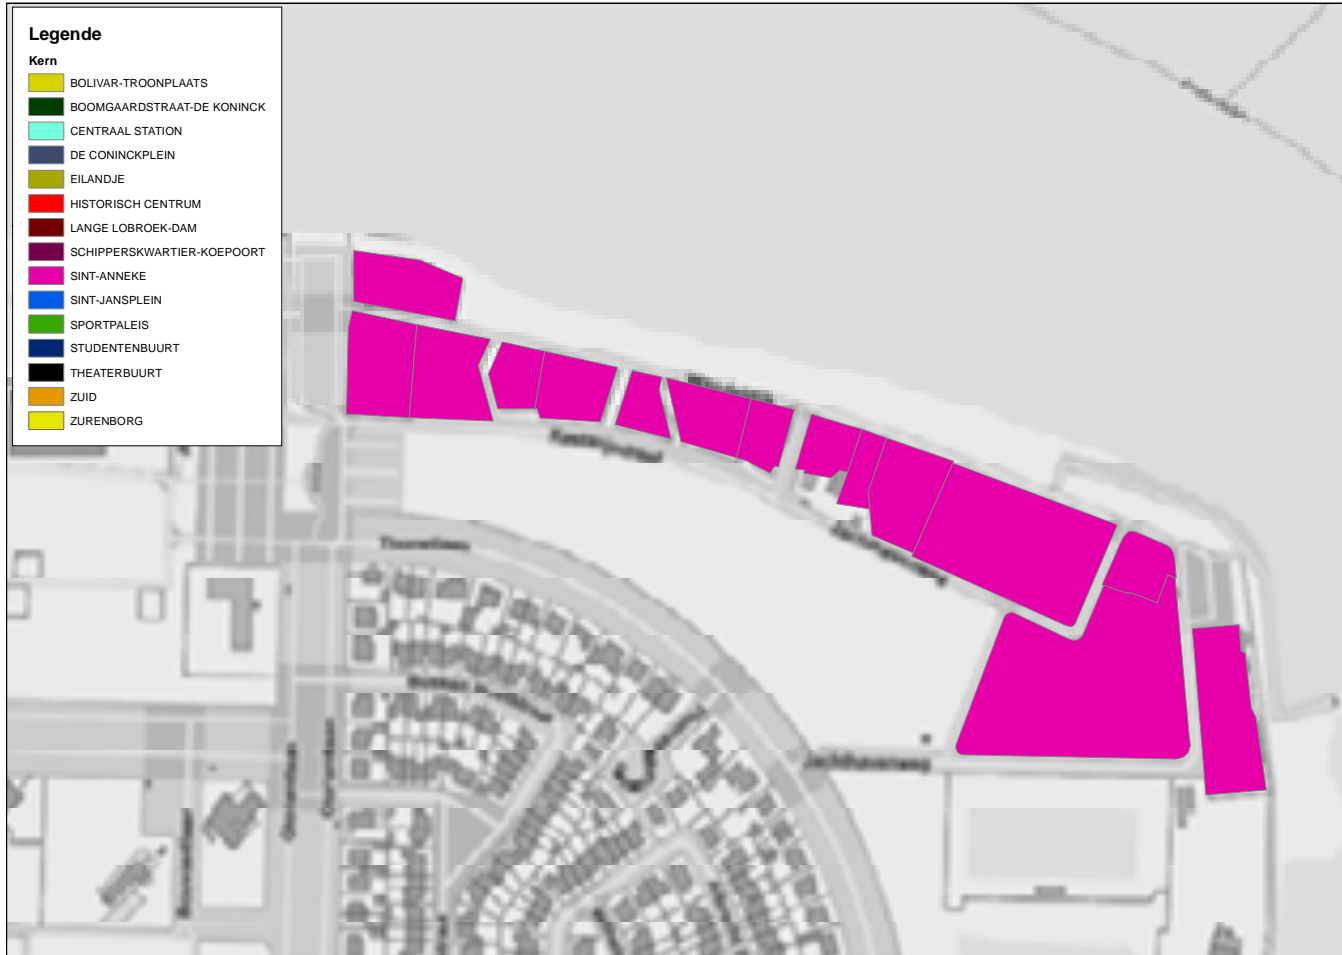 Legende
Kern
BOLIVAR-TROONPLAATS
BOOMGAARDSTRAAT-DE KONINCK
CENTRAAL STATION
DE CONINCKPLEIN
EILANDJE
HISTORISCH CENTRUM
LANGE LOBROEK-DAM
SCHIPPERSKWARTIER-KOEPOORT
SINT-ANNEKE
SINT-JANSPLEIN
SPORTPALEIS
STUDENTENBUURT
THEATERBUURT
ZUID
ZURENBORG
Thonetlaan
Jachthavenweg